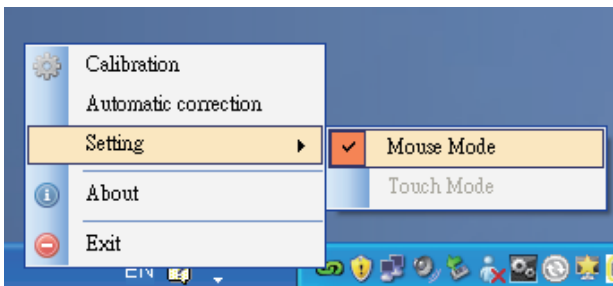 Calibration
Automatic correction
Setting
Mouse Mode
Touch Mode
About
Exit
EN